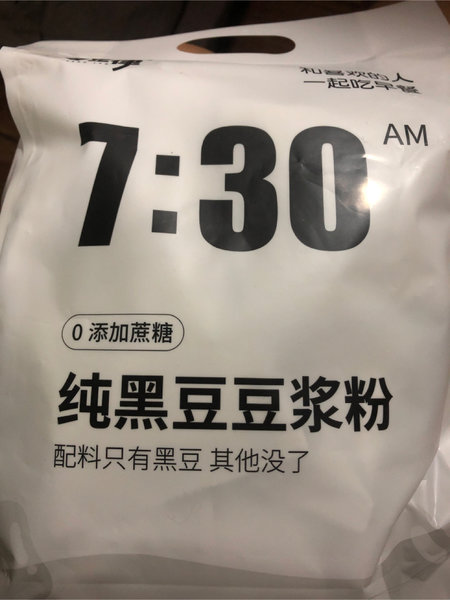 和喜欢的人
一起吃早餐
7:30 AM
0 添加蔗糖
纯黑豆豆浆粉
配料只有黑豆 其他没了